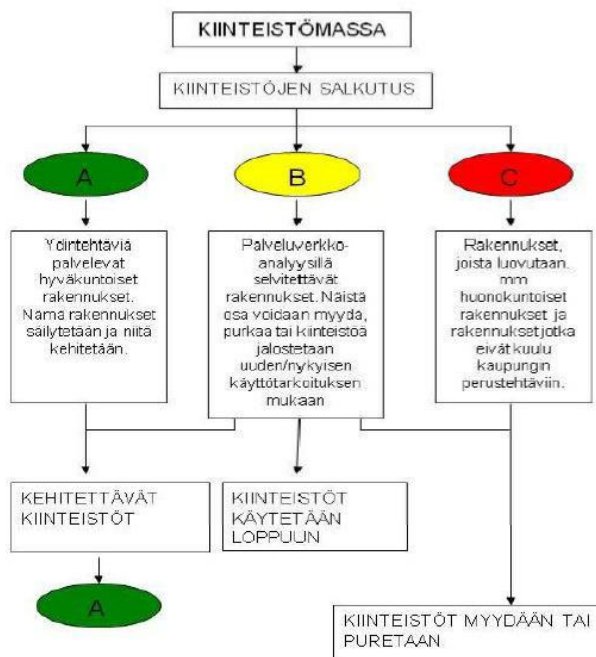 KIINTEISTÖMASSA
KIINTEISTÖJEN SALKUTUS
A
B
C
Ydintehtäviä
palvelevat
hyväkuntoiset
rakennukset.
Nämä rakennukset
säilytetään ja niitä
kehitetään.
Palveluverkko-
analyysillä
selvitettävät
rakennukset. Näistä
osa voidaan myydä,
purkaa tai kiinteistöä
jalostetaan
uuden/nykyisen
käyttötarkoituksen
mukaan
Rakennukset,
joista luovutaan.
mm
huonokuntoiset
rakennukset ja
rakennukset jotka
eivät kuulu
kaupungin
perustehtäviin.
KEHITETTÄVÄT
KIINTEISTÖT
KIINTEISTÖT
KÄYTETÄÄN
LOPPUUN
A
KIINTEISTÖT MYYDÄÄN TAI
PURETAAN